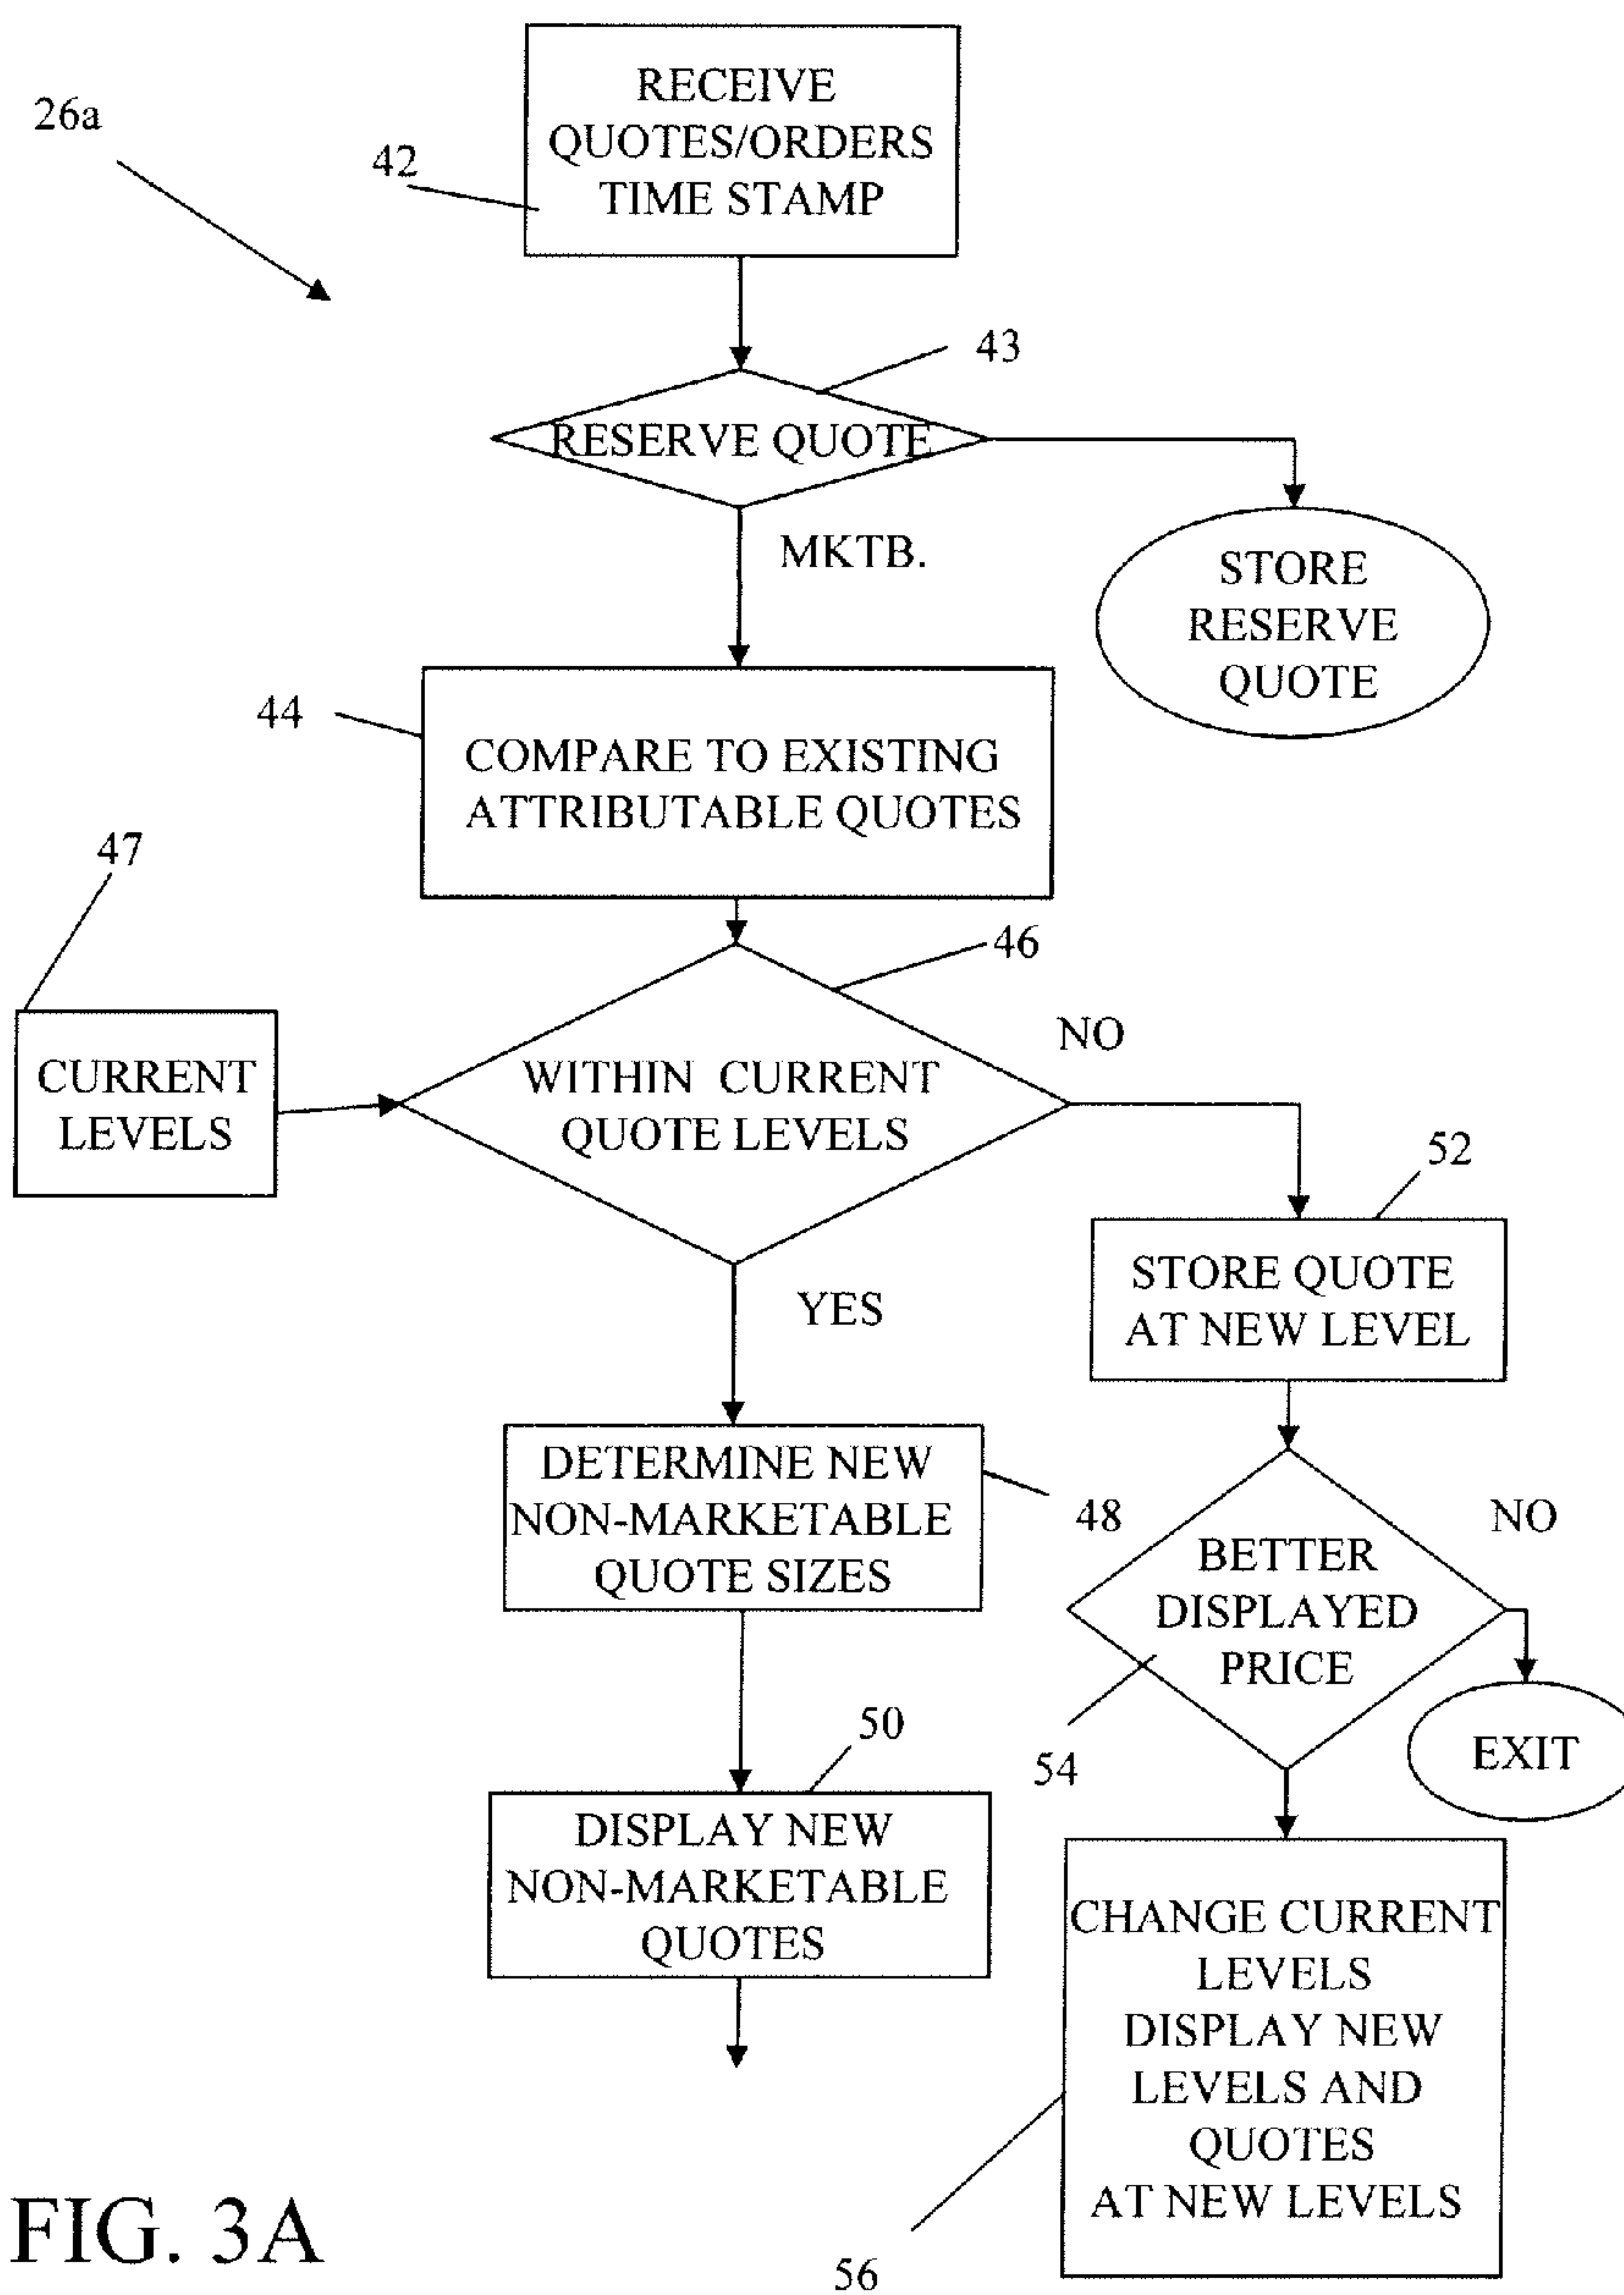 26a
RECEIVE
QUOTES/ORDERS
TIME STAMP
42
43
RESERVE QUOTE
MKTB.
STORE
RESERVE
QUOTE
44
COMPARE TO EXISTING
ATTRIBUTABLE QUOTES
47
46
CURRENT
LEVELS
WITHIN CURRENT
QUOTE LEVELS
NO
52
STORE QUOTE
AT NEW LEVEL
YES
DETERMINE NEW
NON-MARKETABLE
QUOTE SIZES
48
BETTER
DISPLAYED
PRICE
NO
54
EXIT
50
DISPLAY NEW
NON-MARKETABLE
QUOTES
CHANGE CURRENT
LEVELS
DISPLAY NEW
LEVELS AND
QUOTES
AT NEW LEVELS
56
FIG. 3A